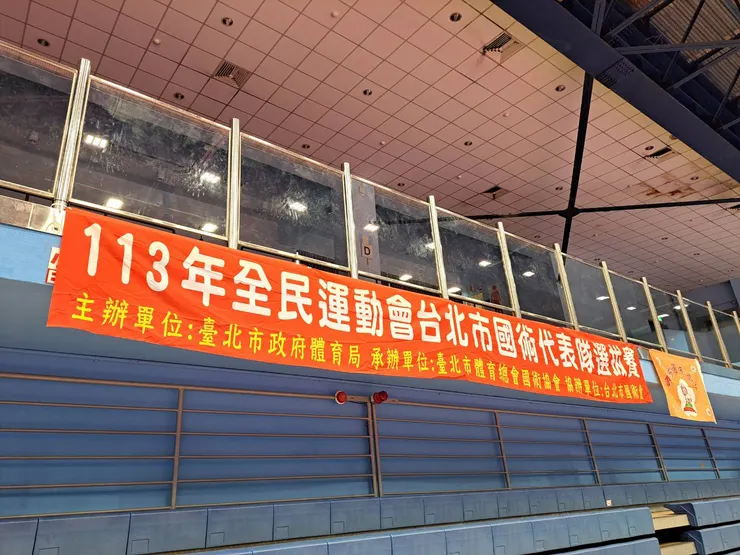 113年全民運動會台北市國術代表隊選拔賽
主辦單位:臺北市政府體育局 承辦單位:臺北市體育總會國術協會 協辦單位:台北市國術會
D